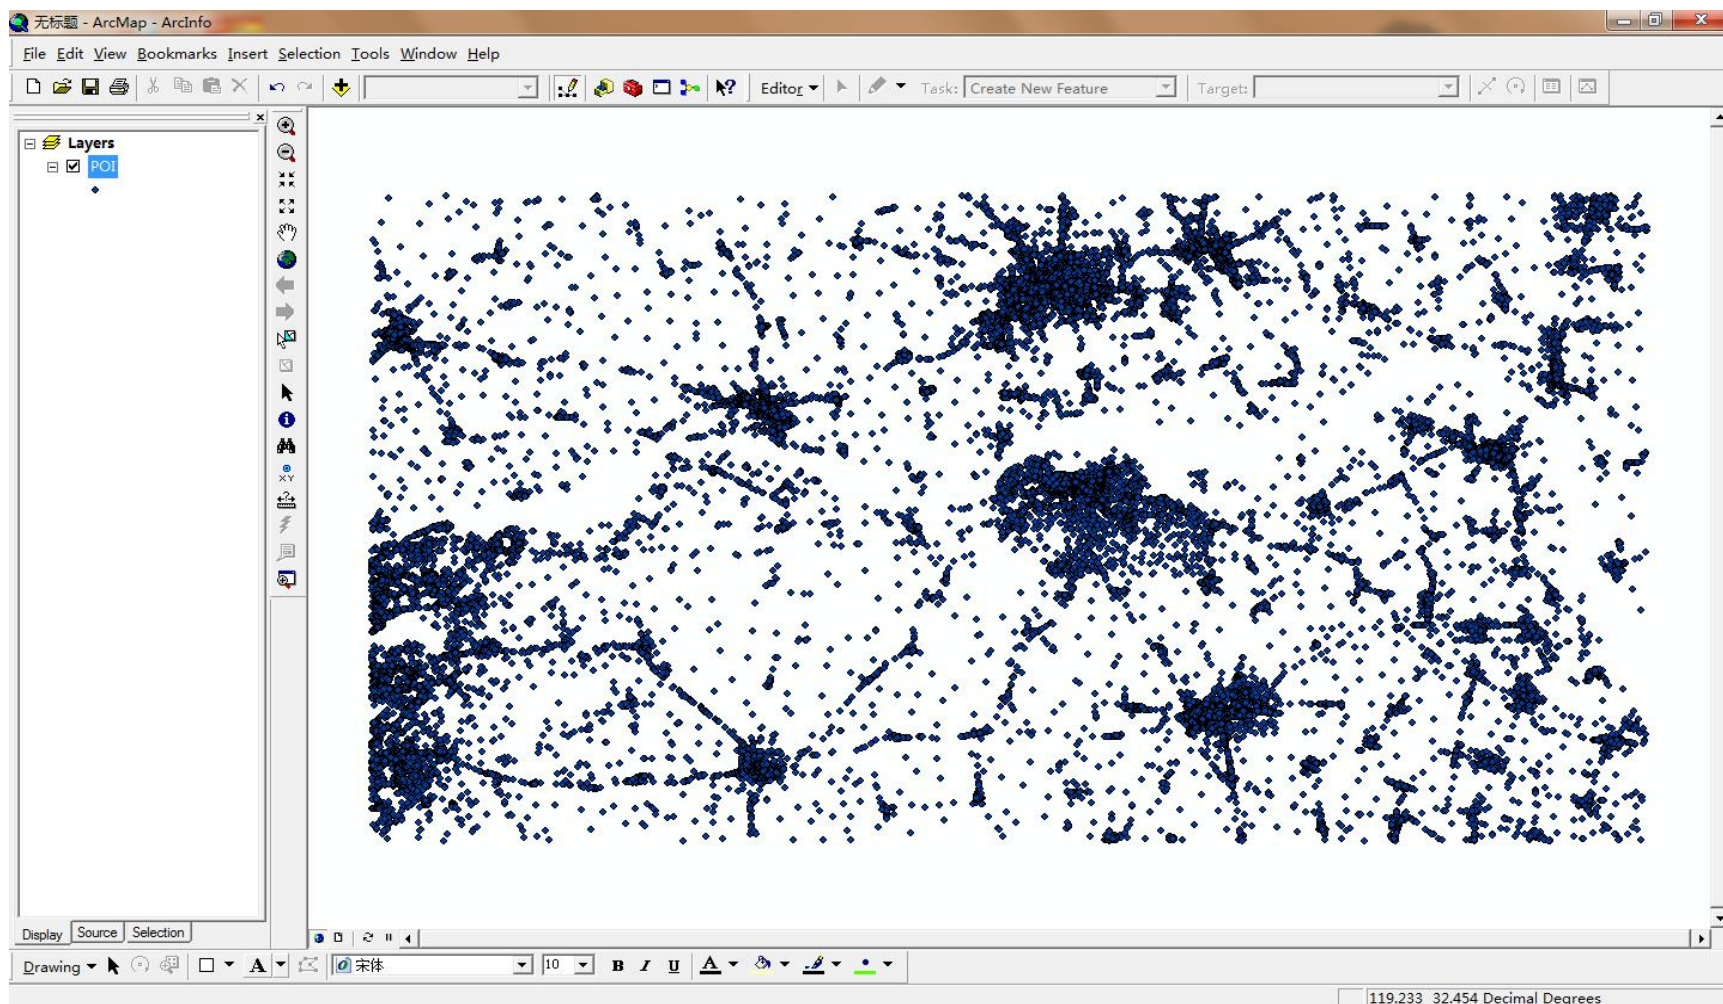 无标题 - ArcMap - ArcInfo
File Edit View Bookmarks Insert Selection Tools Window Help
Editor Task: Create New Feature Target:
Layers
POI
XY
Display Source Selection
Drawing A 宋体 10 B I U A
119.233 32.454 Decimal Degrees